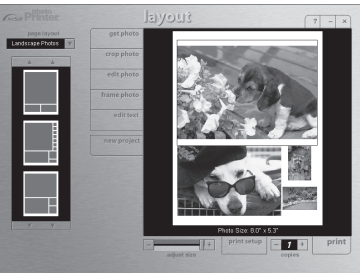 photo
Printer
layout
? – ×
page layout
Landscape Photos
get photo
crop photo
edit photo
frame photo
edit text
new project
Photo Size: 8.0" x 5.3"
– +
adjust size
print setup
– 1 +
copies
print